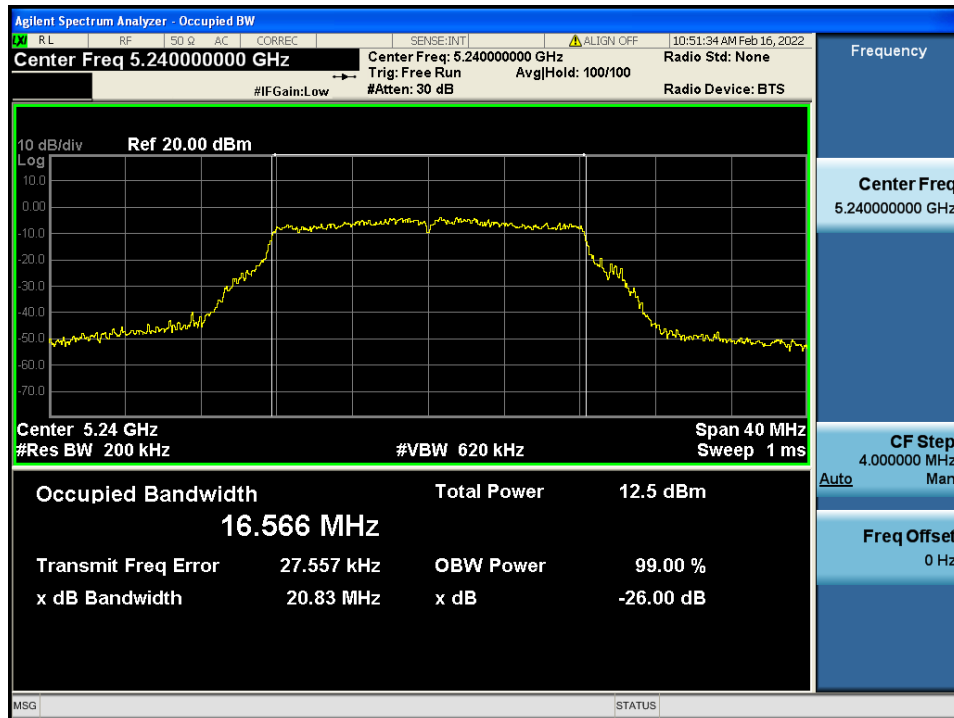 Agilent Spectrum Analyzer - Occupied BW
LXI RL RF 50 Ω AC CORREC SENSE:INT ALIGN OFF 10:51:34 AM Feb 16, 2022
Center Freq 5.240000000 GHz
Center Freq: 5.240000000 GHz Radio Std: None
Trig: Free Run Avg|Hold: 100/100
#IFGain:Low #Atten: 30 dB Radio Device: BTS
10 dB/div Ref 20.00 dBm
Log
10.0
0.00
-10.0
-20.0
-30.0
-40.0
-50.0
-60.0
-70.0
Center 5.24 GHz Span 40 MHz
#Res BW 200 kHz #VBW 620 kHz Sweep 1 ms
Occupied Bandwidth Total Power 12.5 dBm
16.566 MHz
Transmit Freq Error 27.557 kHz OBW Power 99.00 %
x dB Bandwidth 20.83 MHz x dB -26.00 dB
Frequency
Center Freq
5.240000000 GHz
CF Step
4.000000 MHz
Auto Man
Freq Offset
0 Hz
MSG STATUS